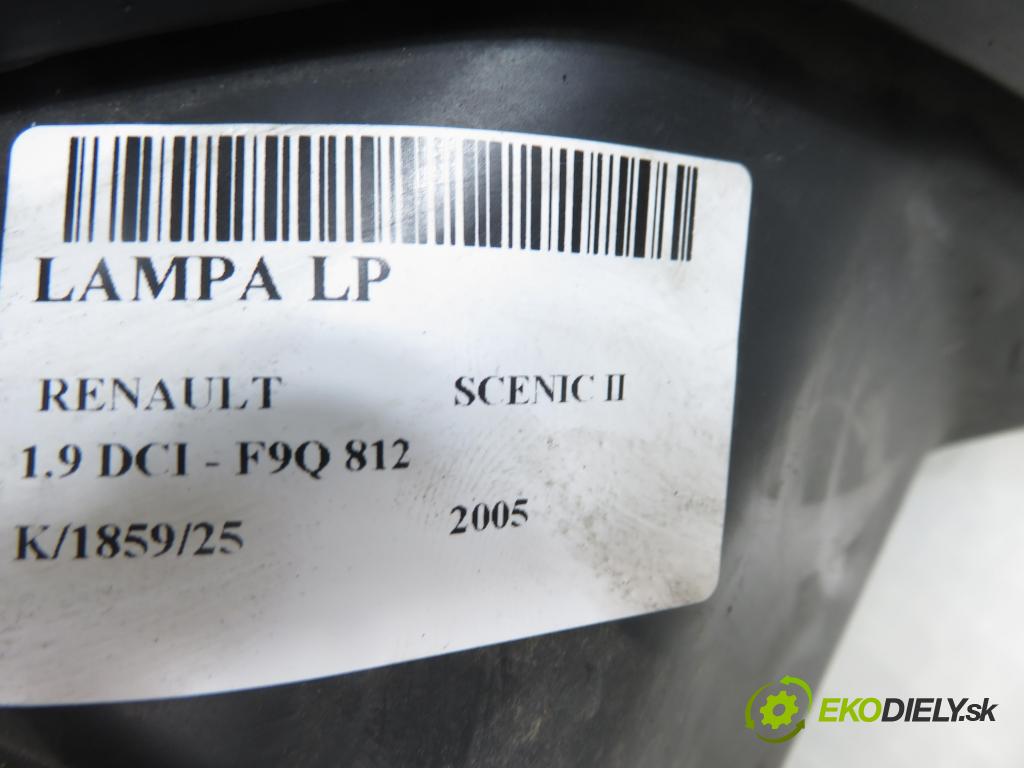 LAMPA LP
RENAULT SCENIC II
1.9 DCI - F9Q 812
K/1859/25 2005
EKODIELY.sk